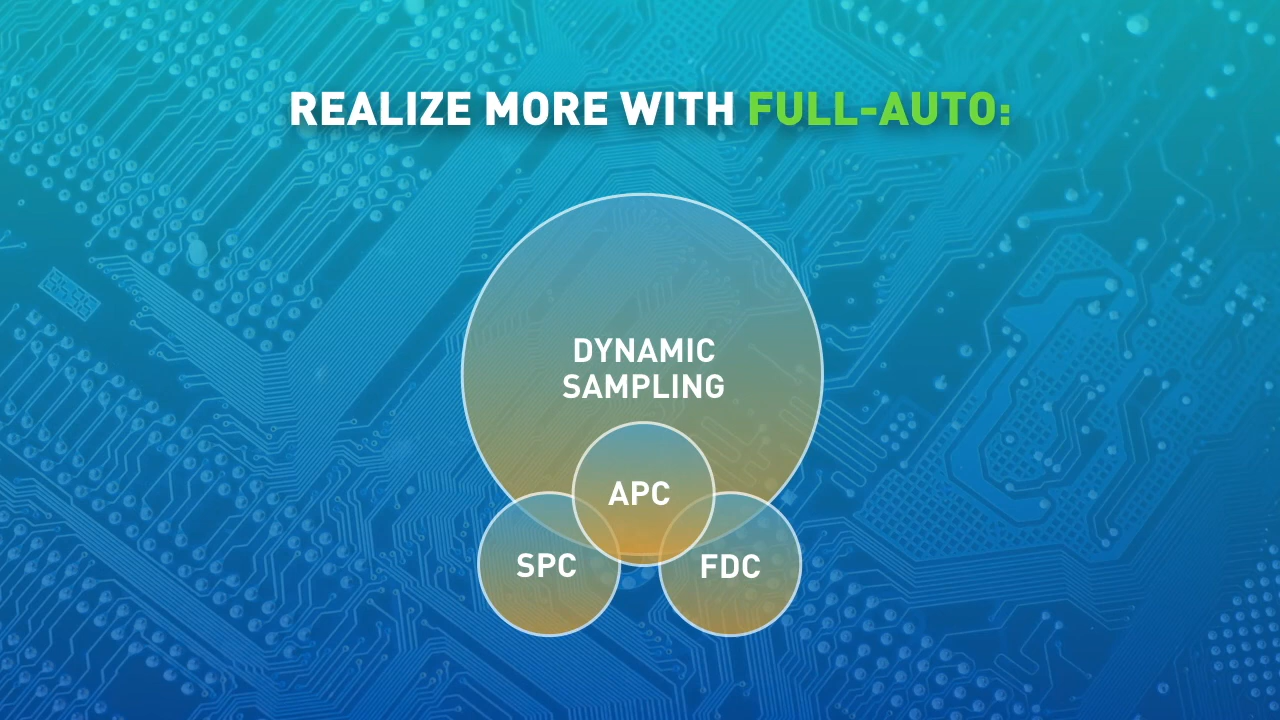 REALIZE MORE WITH FULL-AUTO:
DYNAMIC
SAMPLING
APC
SPC
FDC